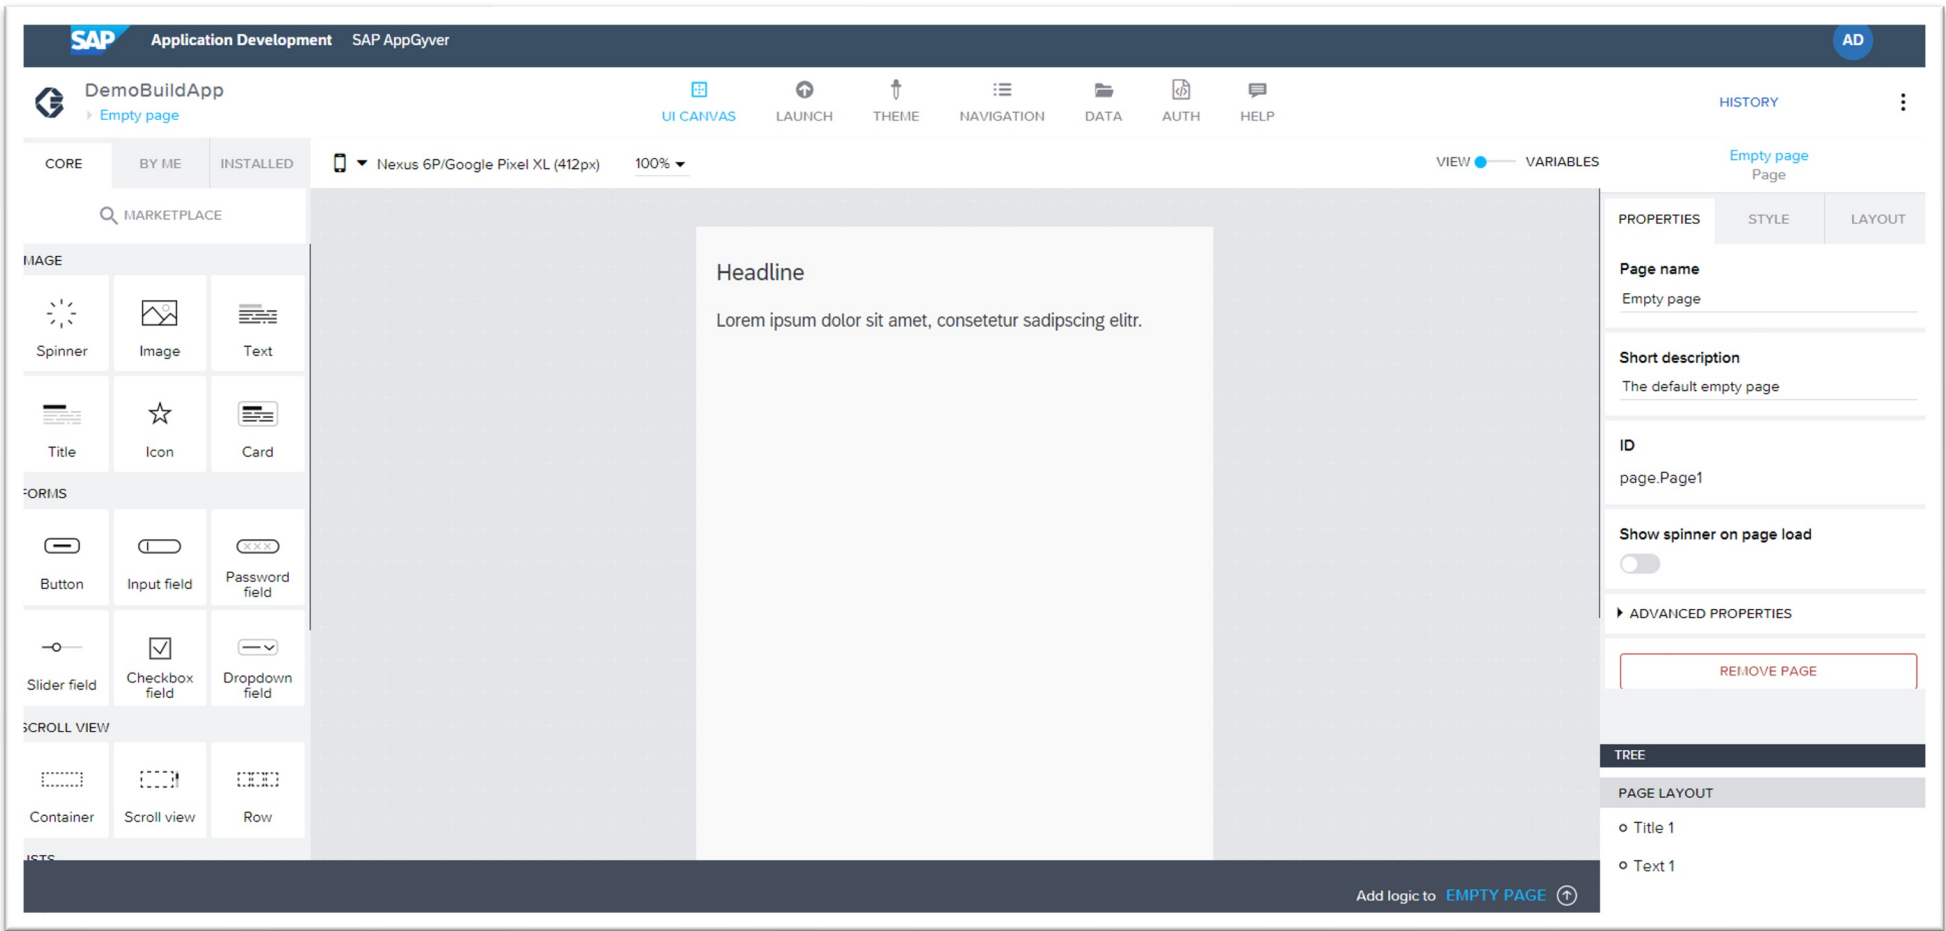 SAP Application Development SAP AppGyver AD
DemoBuildApp
Empty page
UI CANVAS LAUNCH THEME NAVIGATION DATA AUTH HELP
HISTORY
CORE BY ME INSTALLED
Nexus 6P/Google Pixel XL (412px) 100%
VIEW VARIABLES
Empty page
Page
MARKETPLACE
PROPERTIES STYLE LAYOUT
IMAGE
Spinner Image Text
Title Icon Card
FORMS
Button Input field Password
field
Slider field Checkbox
field
Dropdown
field
SCROLL VIEW
Container Scroll view Row
LISTS
Headline
Lorem ipsum dolor sit amet, consetetur sadipscing elitr.
Page name
Empty page
Short description
The default empty page
ID
page.Page1
Show spinner on page load
ADVANCED PROPERTIES
REMOVE PAGE
TREE
PAGE LAYOUT
Title 1
Text 1
Add logic to EMPTY PAGE